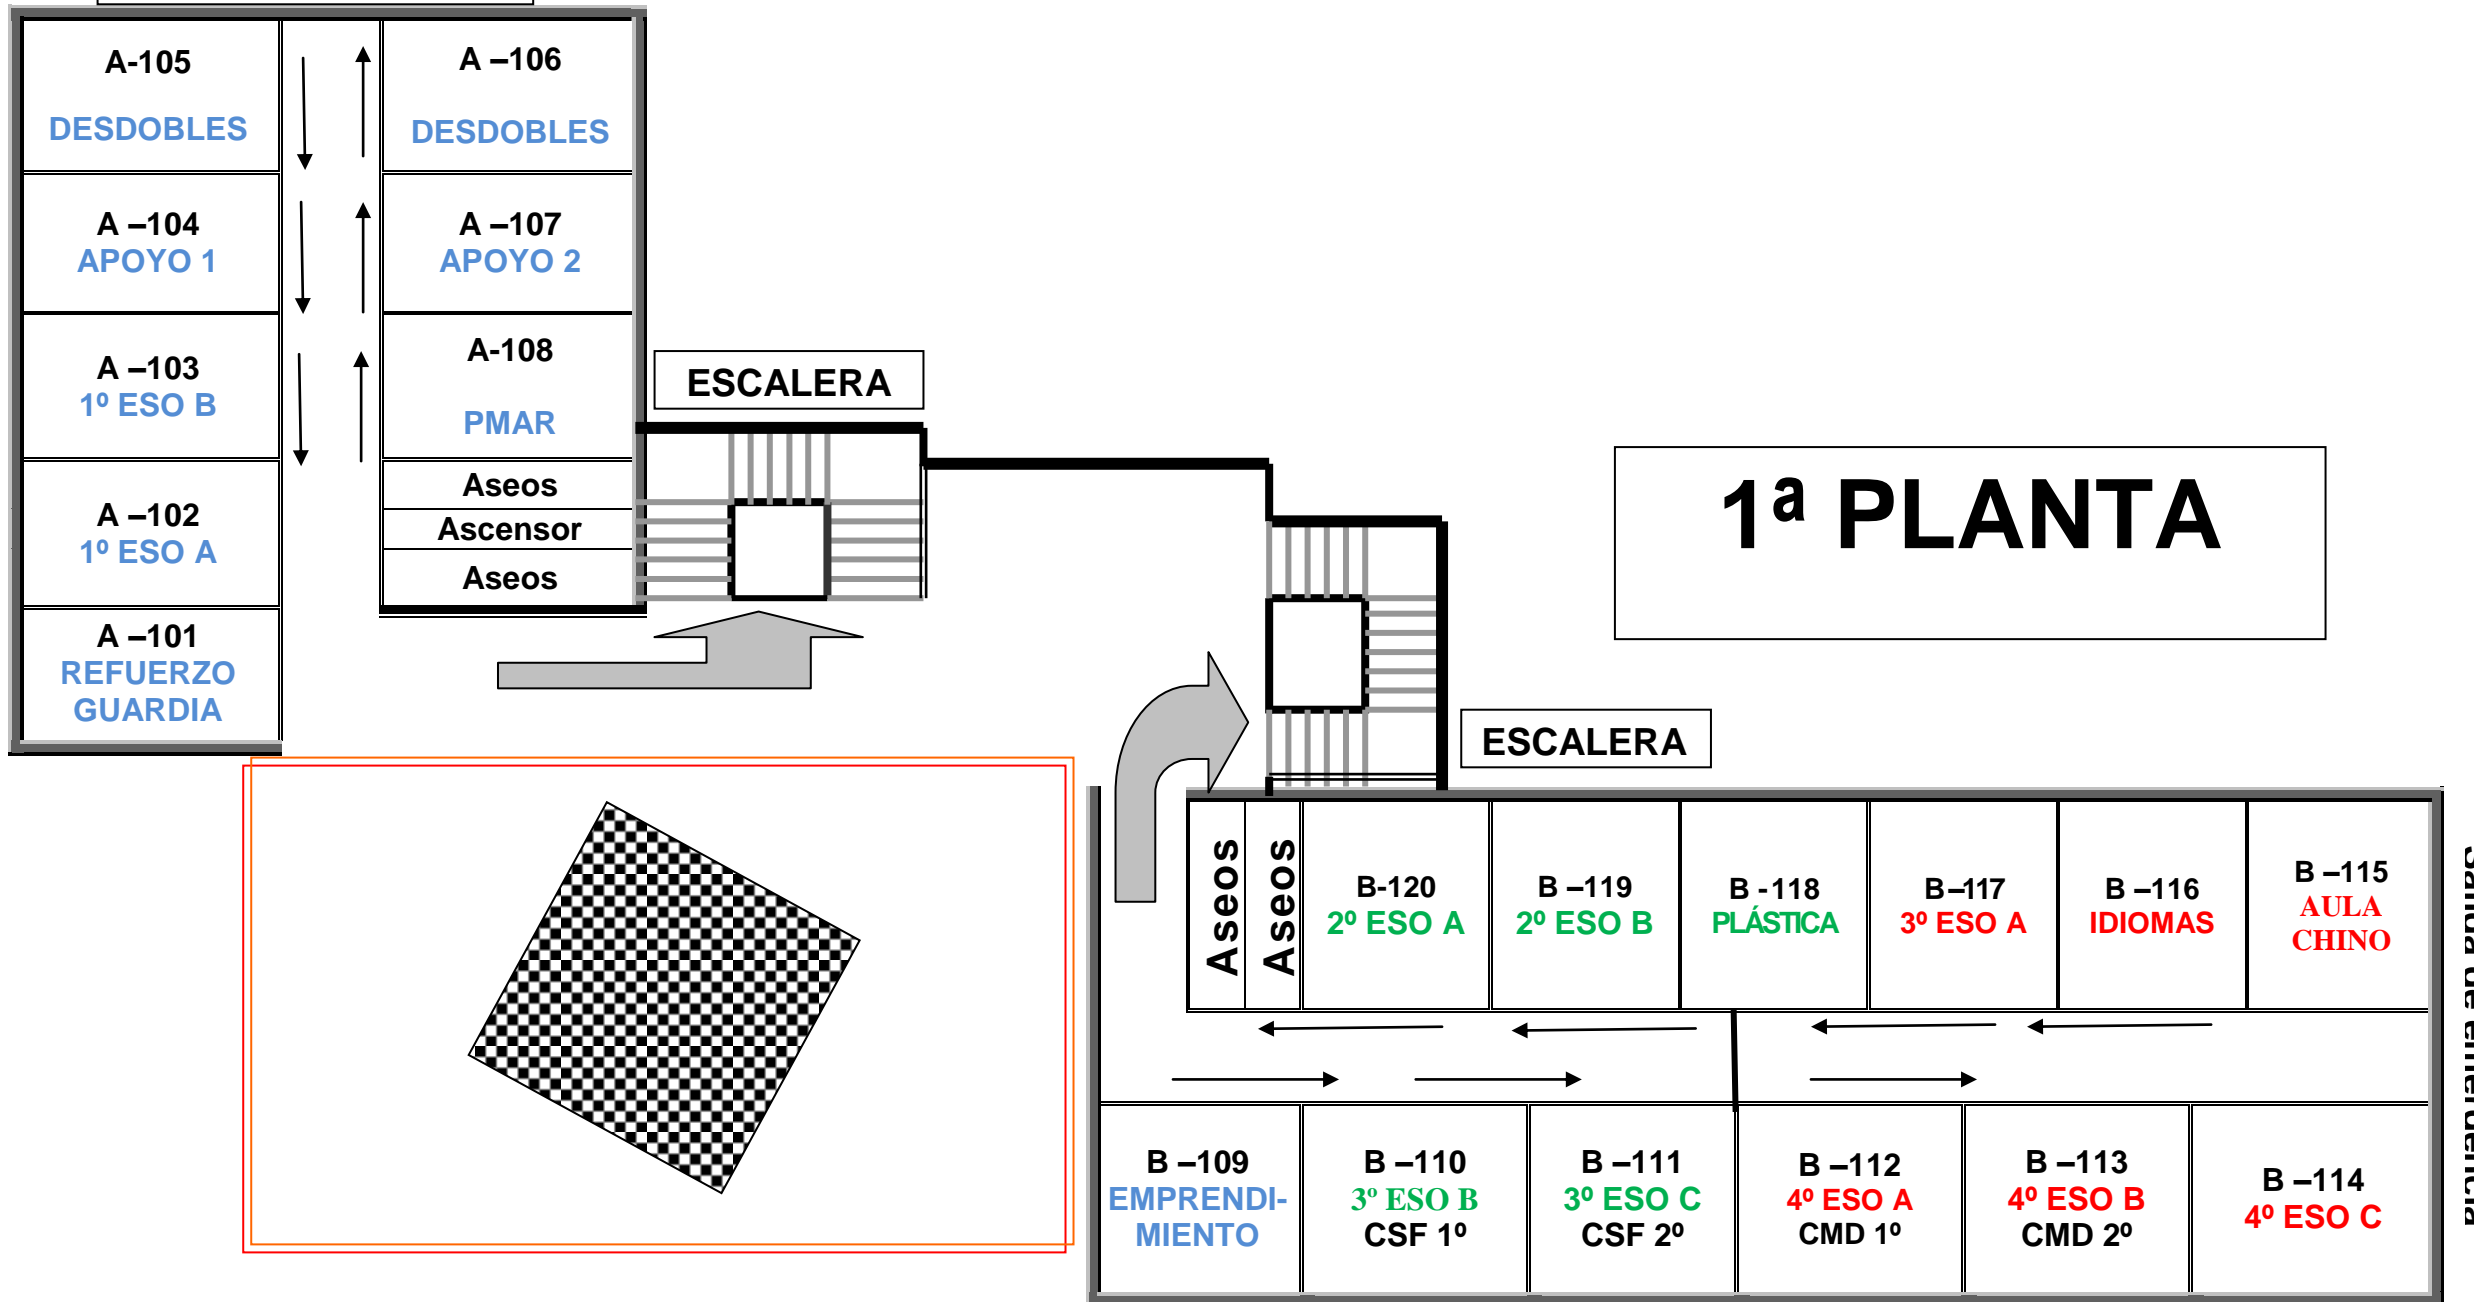 A-105
DESDOBLES
A –106
DESDOBLES
A –104
APOYO 1
A –107
APOYO 2
A –103
1º ESO B
A-108
PMAR
A –102
1º ESO A
Aseos
Ascensor
Aseos
A –101
REFUERZO
GUARDIA
ESCALERA
1ª PLANTA
ESCALERA
Aseos
Aseos
B-120
2º ESO A
B –119
2º ESO B
B -118
PLÁSTICA
B–117
3º ESO A
B –116
IDIOMAS
B –115
AULA
CHINO
Salida de emergencia
B –109
EMPRENDI-
MIENTO
B –110
3º ESO B
CSF 1º
B –111
3º ESO C
CSF 2º
B –112
4º ESO A
CMD 1º
B –113
4º ESO B
CMD 2º
B –114
4º ESO C